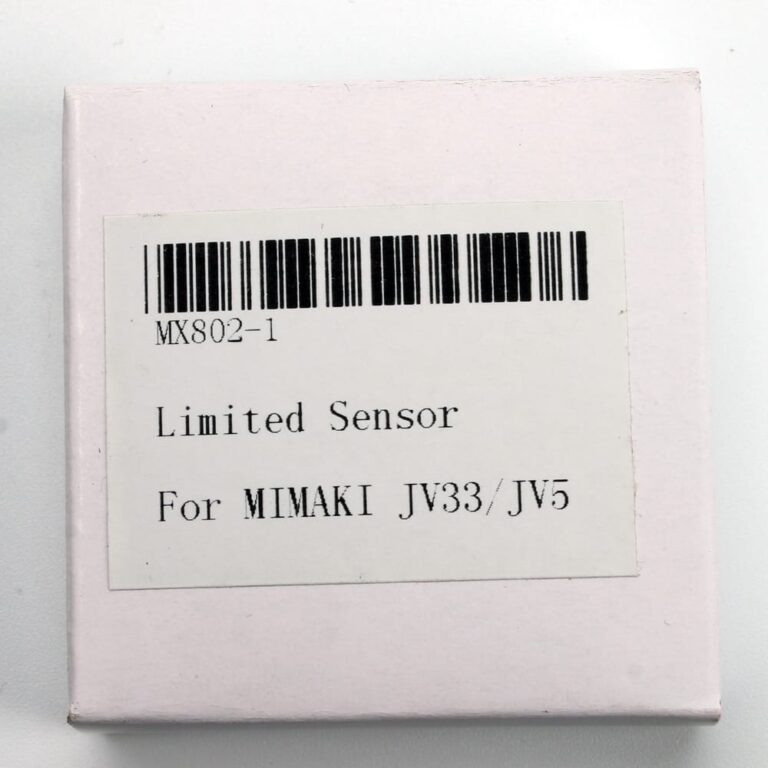 MX802-1
Limited Sensor
For MIMAKI JV33/JV5